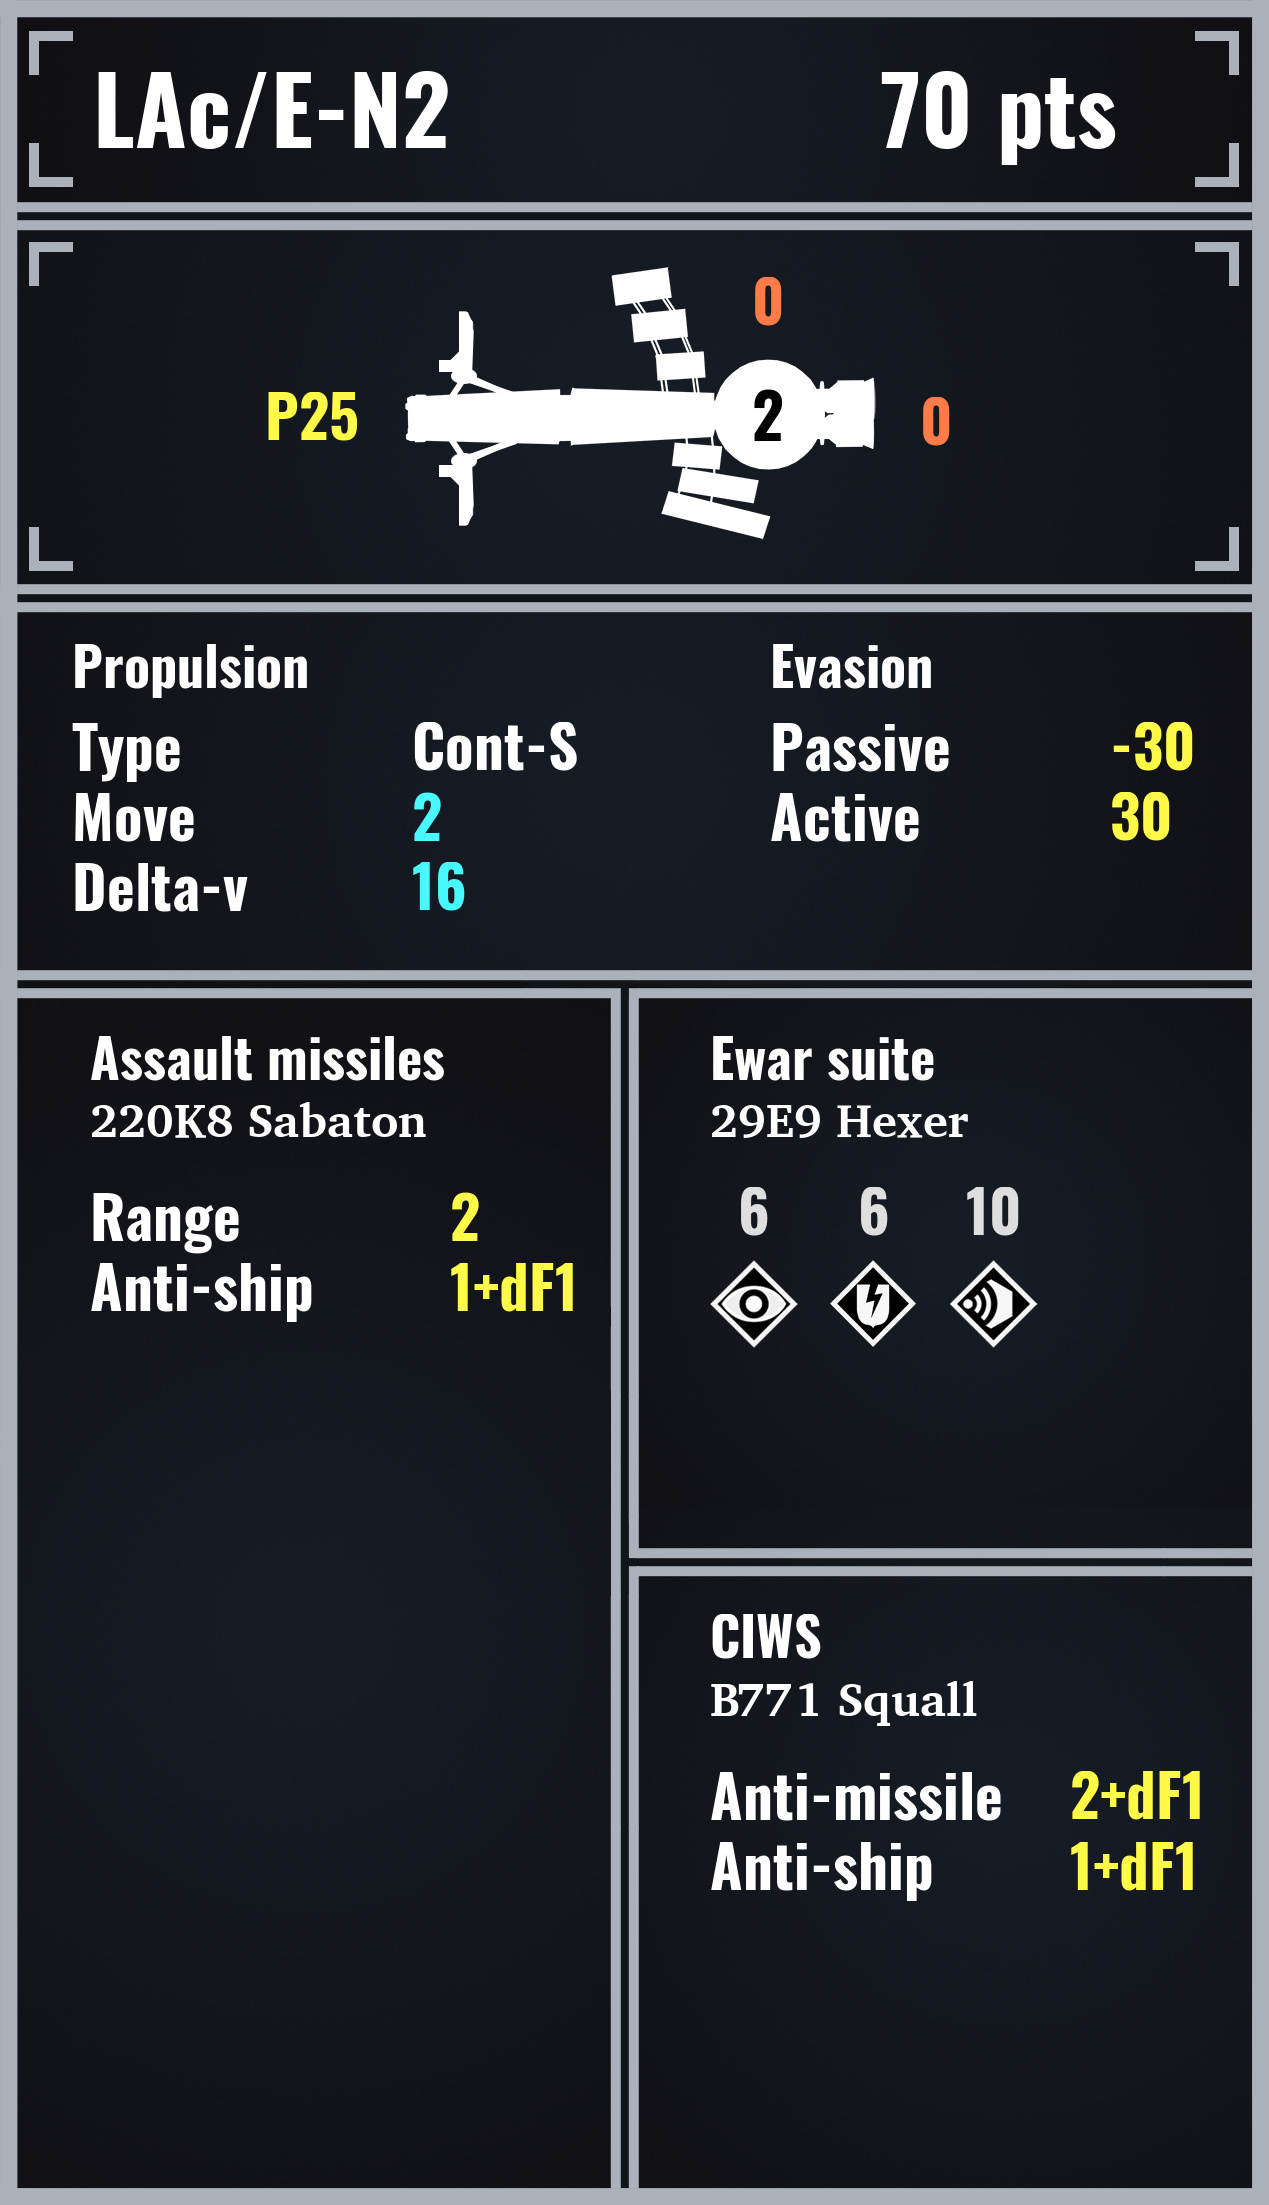 LAc/E-N2 70 pts
0
P25 2 0
Propulsion
Type Cont-S
Move 2
Delta-v 16
Evasion
Passive -30
Active 30
Assault missiles
220K8 Sabaton
Range 2
Anti-ship 1+dF1
Ewar suite
29E9 Hexer
6 6 10
CIWS
B771 Squall
Anti-missile 2+dF1
Anti-ship 1+dF1